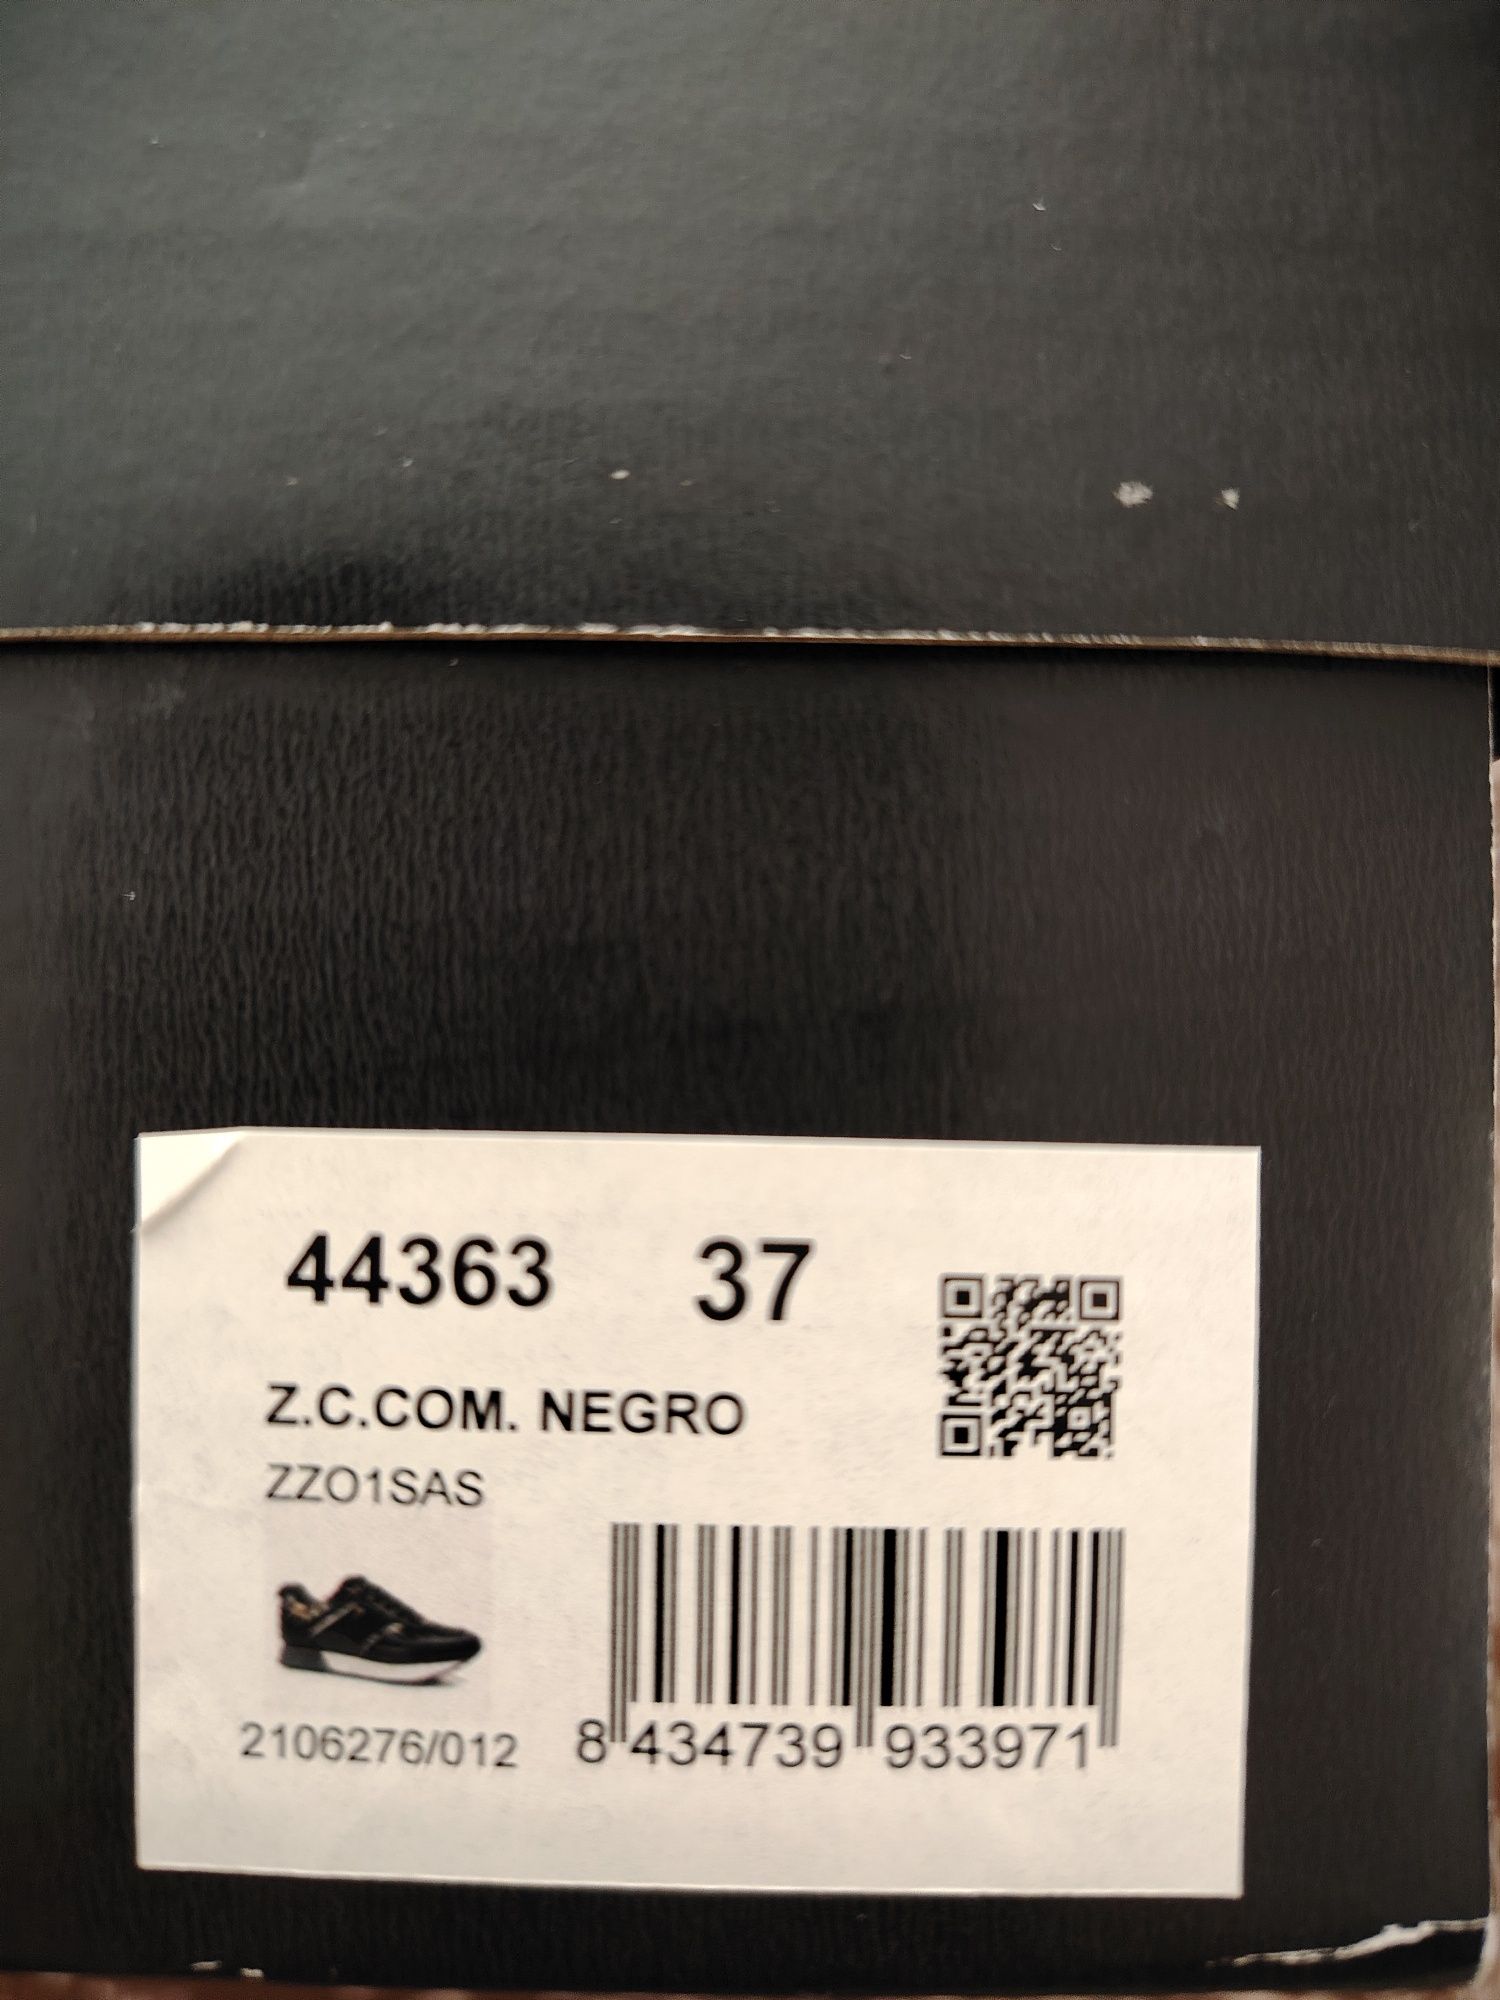 44363 37
Z.C.COM. NEGRO
ZZO1SAS
2106276/012
8 434739 933971